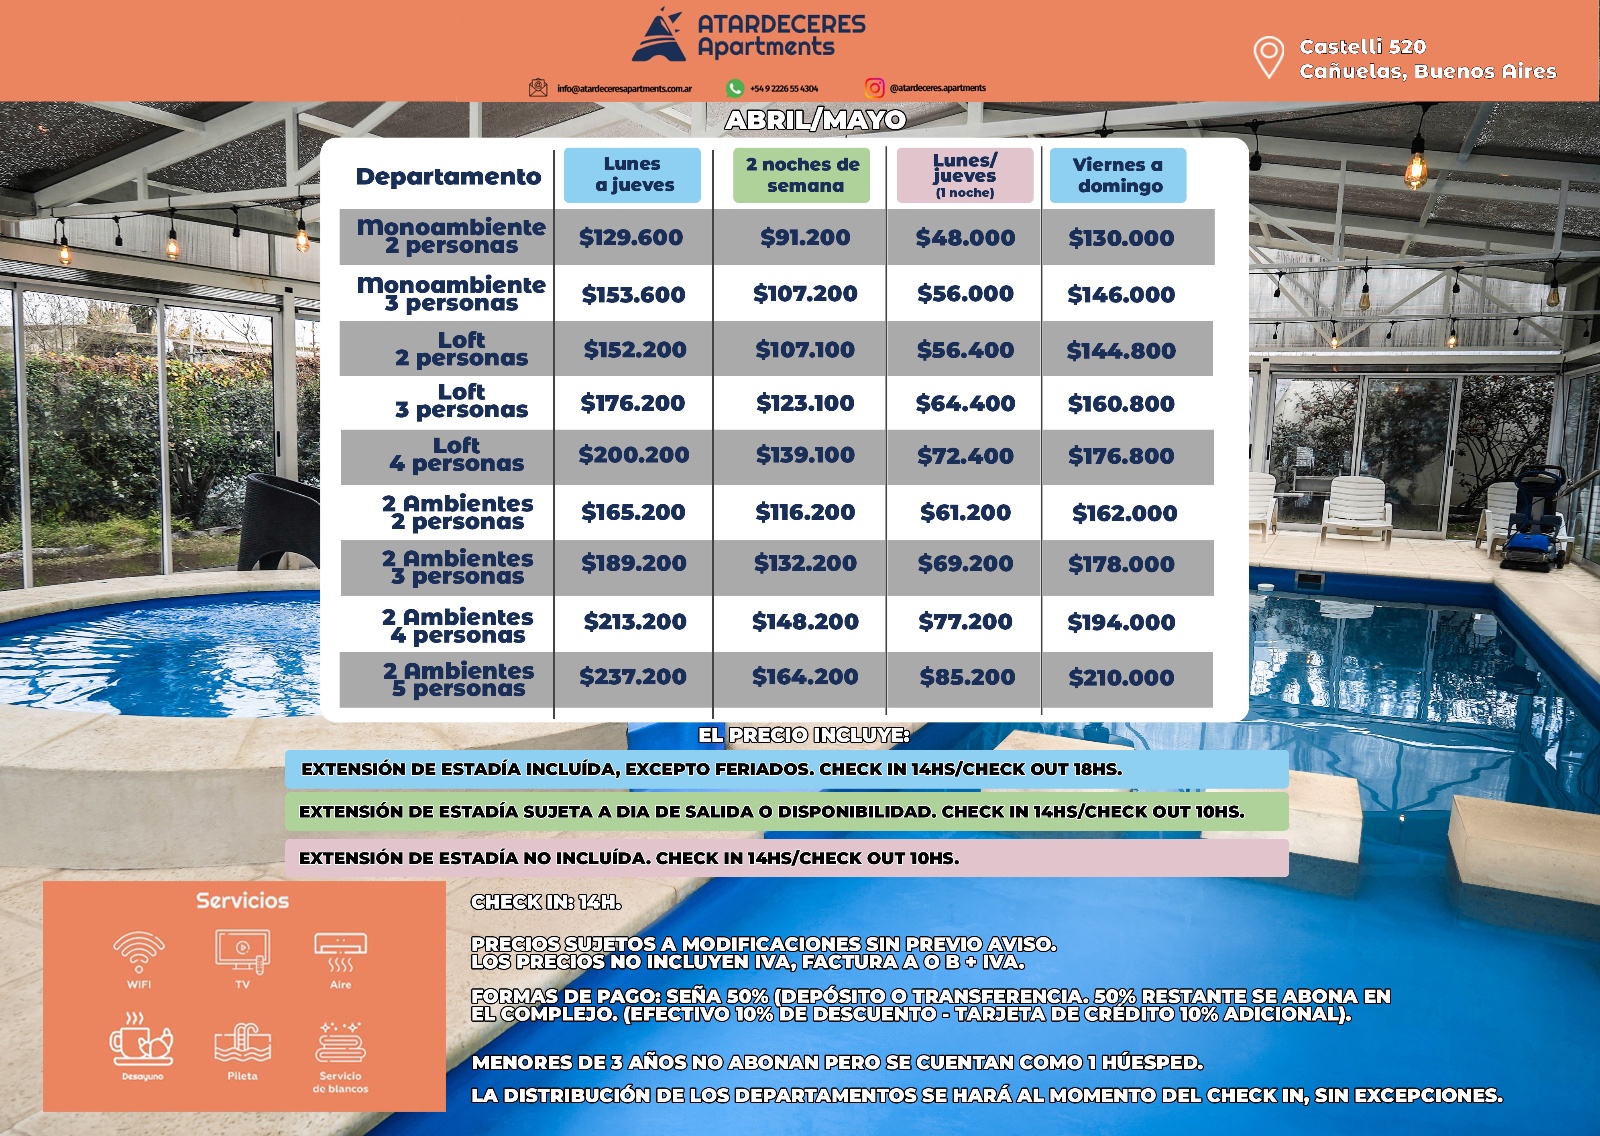 ATARDECERES
Apartments
Castelli 520
Cañuelas, Buenos Aires
info@atardeceresapartments.com.ar
+54 9 2226 55 4304
@atardeceres.apartments
ABRIL/MAYO
Departamento
Lunes
a jueves
2 noches de
semana
Lunes/
jueves
(1 noche)
Viernes a
domingo
Monoambiente
2 personas
$129.600
$91.200
$48.000
$130.000
Monoambiente
3 personas
$153.600
$107.200
$56.000
$146.000
Loft
2 personas
$152.200
$107.100
$56.400
$144.800
Loft
3 personas
$176.200
$123.100
$64.400
$160.800
Loft
4 personas
$200.200
$139.100
$72.400
$176.800
2 Ambientes
2 personas
$165.200
$116.200
$61.200
$162.000
2 Ambientes
3 personas
$189.200
$132.200
$69.200
$178.000
2 Ambientes
4 personas
$213.200
$148.200
$77.200
$194.000
2 Ambientes
5 personas
$237.200
$164.200
$85.200
$210.000
EL PRECIO INCLUYE:
EXTENSIÓN DE ESTADÍA INCLUÍDA, EXCEPTO FERIADOS. CHECK IN 14HS/CHECK OUT 18HS.
EXTENSIÓN DE ESTADÍA SUJETA A DIA DE SALIDA O DISPONIBILIDAD. CHECK IN 14HS/CHECK OUT 10HS.
EXTENSIÓN DE ESTADÍA NO INCLUÍDA. CHECK IN 14HS/CHECK OUT 10HS.
Servicios
WIFI
TV
Aire
Desayuno
Pileta
Servicio
de blancos
CHECK IN: 14H.
PRECIOS SUJETOS A MODIFICACIONES SIN PREVIO AVISO.
LOS PRECIOS NO INCLUYEN IVA, FACTURA A O B + IVA.
FORMAS DE PAGO: SEÑA 50% (DEPÓSITO O TRANSFERENCIA. 50% RESTANTE SE ABONA EN
EL COMPLEJO. (EFECTIVO 10% DE DESCUENTO - TARJETA DE CRÉDITO 10% ADICIONAL).
MENORES DE 3 AÑOS NO ABONAN PERO SE CUENTAN COMO 1 HÚESPED.
LA DISTRIBUCIÓN DE LOS DEPARTAMENTOS SE HARÁ AL MOMENTO DEL CHECK IN, SIN EXCEPCIONES.